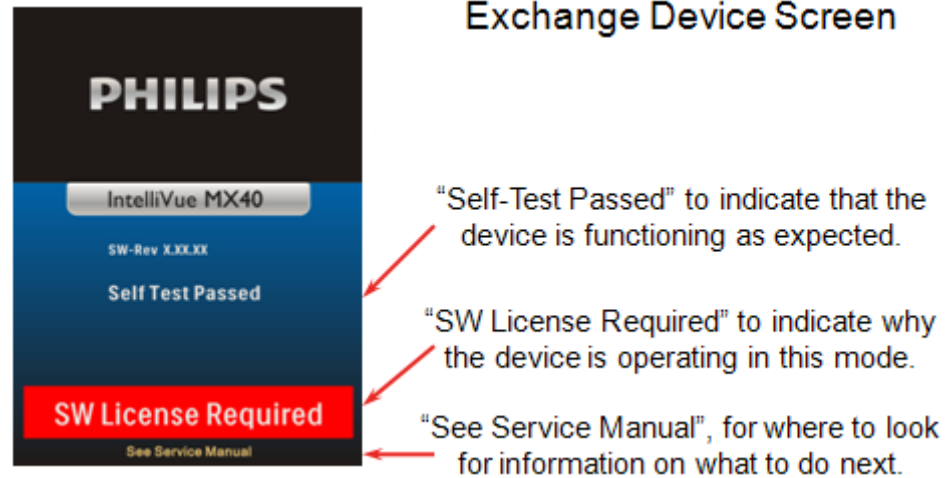 Exchange Device Screen
PHILIPS
IntelliVue MX40
SW-Rev X.XX.XX
Self Test Passed
SW License Required
See Service Manual
“Self-Test Passed” to indicate that the
device is functioning as expected.
“SW License Required” to indicate why
the device is operating in this mode.
“See Service Manual”, for where to look
for information on what to do next.